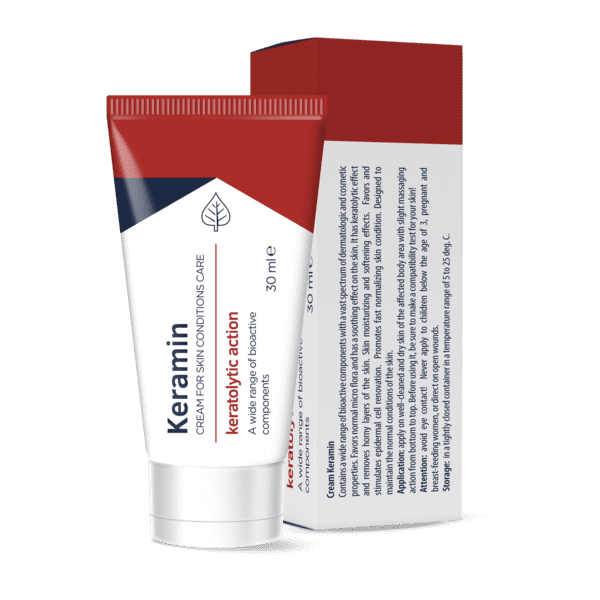 Keramin
CREAM FOR SKIN CONDITIONS CARE
keratolytic action
A wide range of bioactive
components
30 ml e
30 ml e
keratoly
A wide range of bioactive
components
Cream Keramin
Contains a wide range of bioactive components with a vast spectrum of dermatologic and cosmetic
properties. Favors normal micro flora and has a soothing effect on the skin. It has keratolytic effect
and removes horny layers of the skin. Skin moisturizing and softening effects. Favors and
stimulates epidermal cell renovation. Promotes fast normalizing skin condition. Designed to
maintain the normal conditions of the skin.
Application: apply on well-cleaned and dry skin of the affected body area with slight massaging
action from bottom to top. Before using it, be sure to make a compatibility test for your skin!
Attention: avoid eye contact! Never apply to children below the age of 3, pregnant and
breast-feeding women, or direct on open wounds.
Storage: in a tightly closed container in a temperature range of 5 to 25 deg. C.